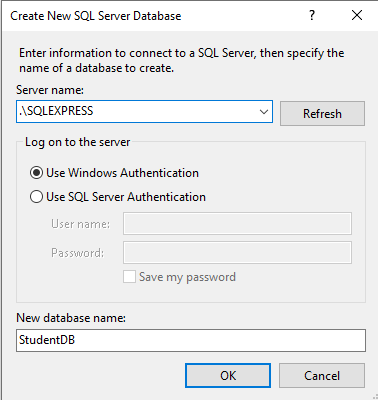 Create New SQL Server Database
Enter information to connect to a SQL Server, then specify the
name of a database to create.
Server name:
.\SQLEXPRESS
Refresh
Log on to the server
Use Windows Authentication
Use SQL Server Authentication
User name:
Password:
Save my password
New database name:
StudentDB
OK
Cancel